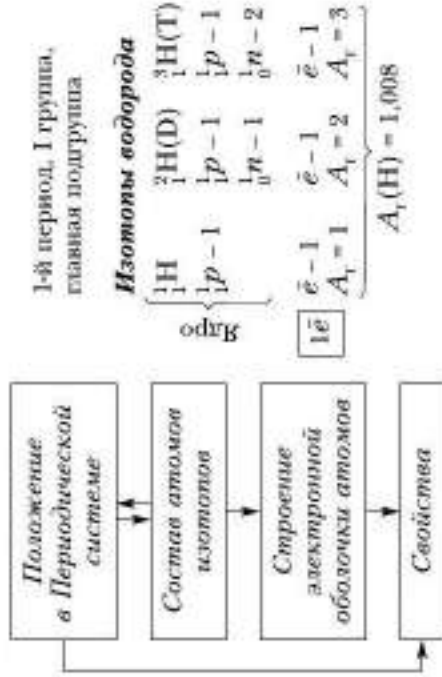 Положение
в Периодической
системе
Состав атомов
изотопов
Строение
электронной
оболочки атомов
Свойства
1-й период, I группа,
главная подгруппа
Изотопы водорода
Ядро
¹₁H ²₁H(D) ³₁H(T)
¹₁p – 1 ¹₁p – 1 ¹₁p – 1
¹₀n – 1 ¹₀n – 2
1ē
ē – 1 ē – 1 ē – 1
Aᵣ = 1 Aᵣ = 2 Aᵣ = 3
Aᵣ(H) = 1,008